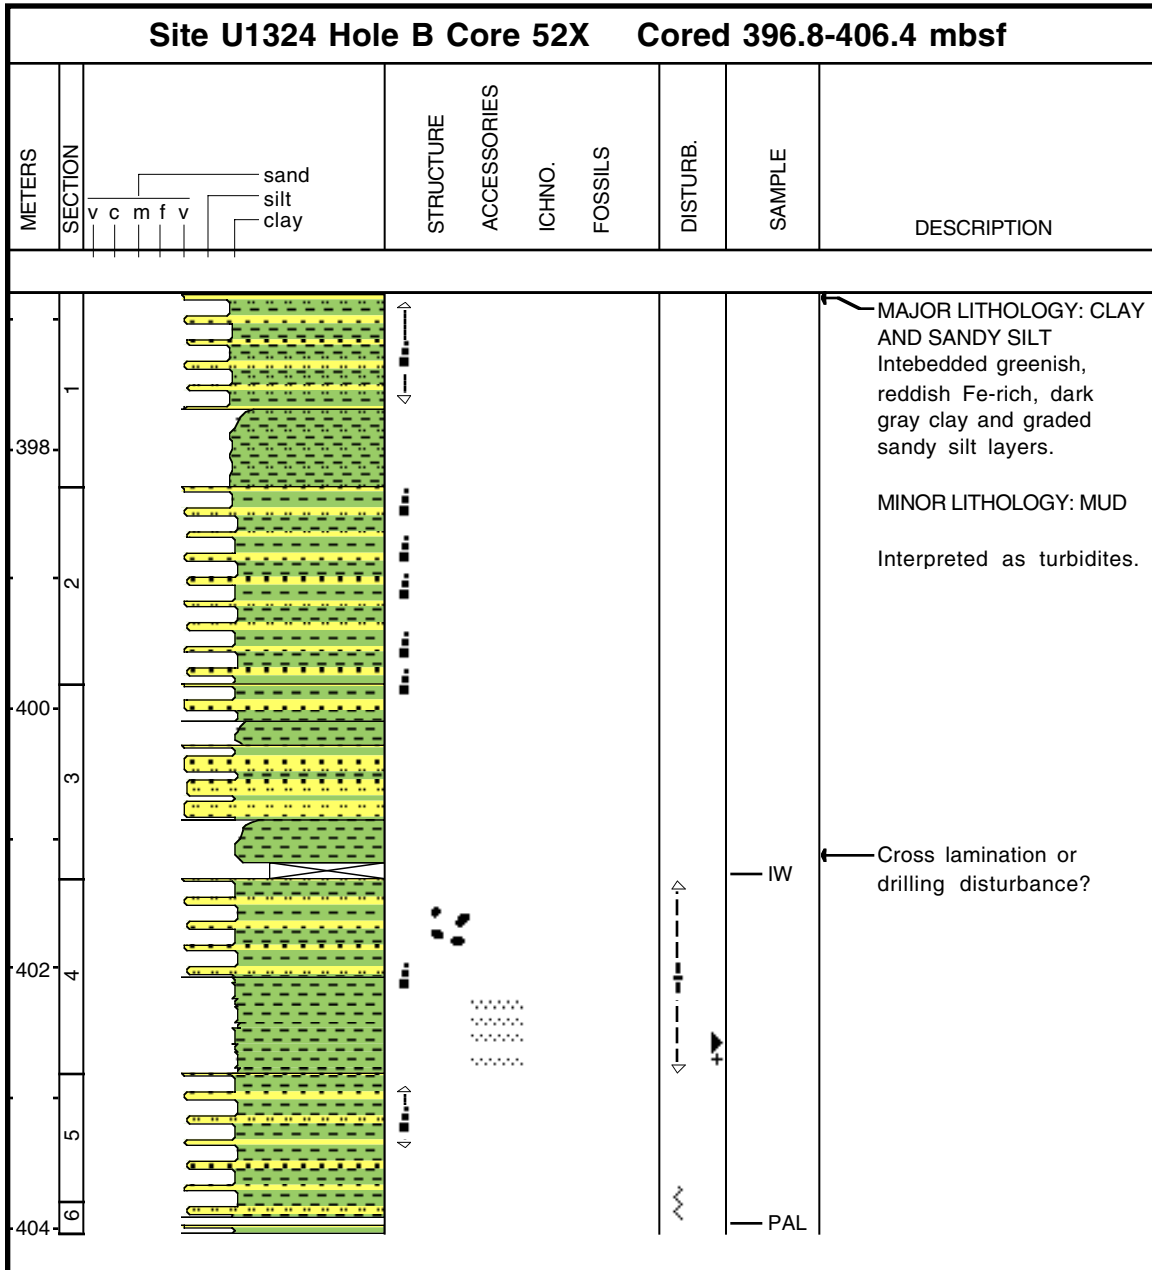 Site U1324 Hole B Core 52X Cored 396.8-406.4 mbsf
METERS
SECTION
v c m f v
sand
silt
clay
STRUCTURE
ACCESSORIES
ICHNO.
FOSSILS
DISTURB.
SAMPLE
DESCRIPTION
1
398
2
400
3
402
4
5
6
404
IW
PAL
MAJOR LITHOLOGY: CLAY
AND SANDY SILT
Intebedded greenish,
reddish Fe-rich, dark
gray clay and graded
sandy silt layers.
MINOR LITHOLOGY: MUD
Interpreted as turbidites.
Cross lamination or
drilling disturbance?